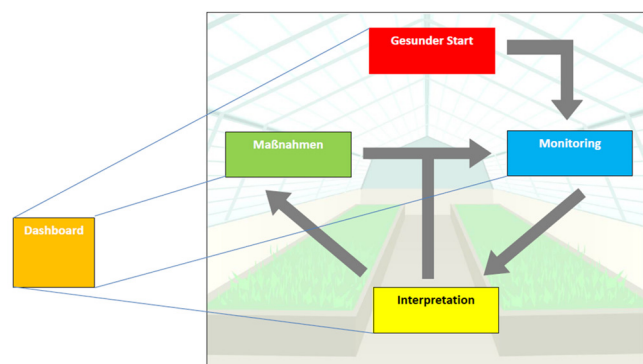 Gesunder Start
Maßnahmen
Monitoring
Dashboard
Interpretation